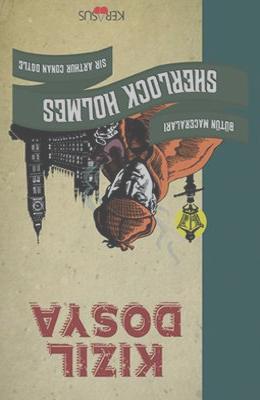 KIZIL
DOSYA
BÜTÜN MACERALARI
SHERLOCK HOLMES
SIR ARTHUR CONAN DOYLE
KERASUS